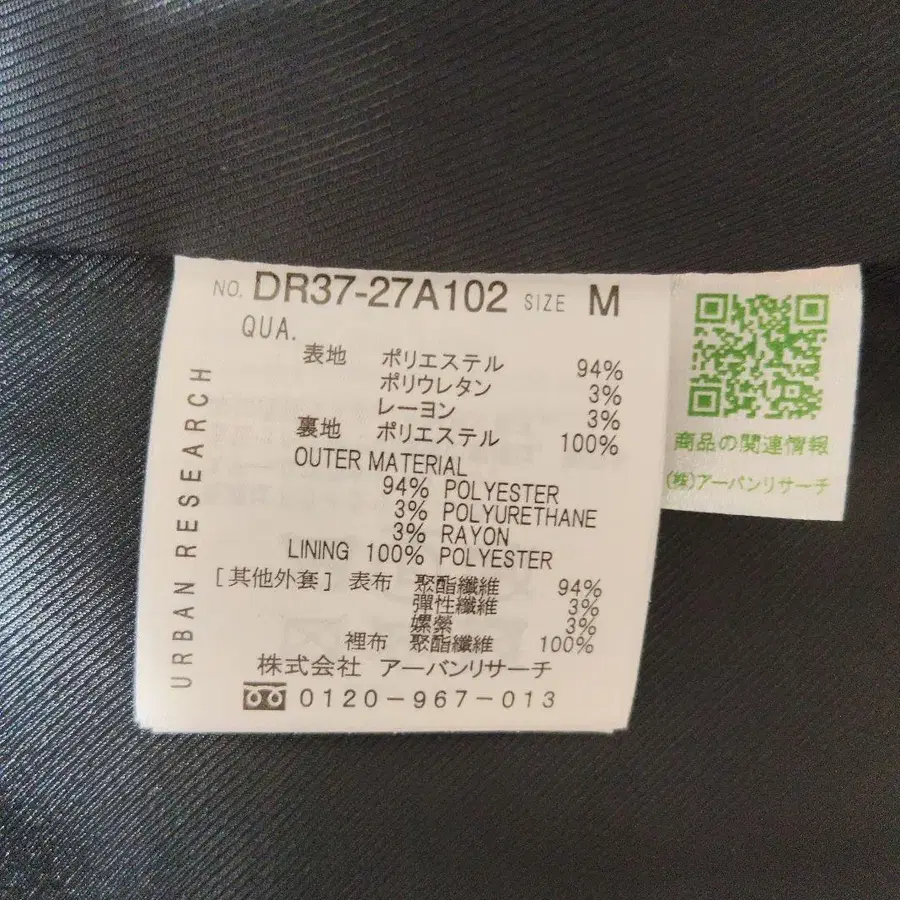 NO. DR37-27A102 SIZE M
QUA.
表地 ポリエステル 94%
ポリウレタン 3%
レーヨン 3%
裏地 ポリエステル 100%
OUTER MATERIAL
94% POLYESTER
3% POLYURETHANE
3% RAYON
LINING 100% POLYESTER
[其他外套] 表布 聚酯纖維 94%
彈性纖維 3%
嫘縈 3%
裡布 聚酯纖維 100%
株式会社 アーバンリサーチ
0120-967-013
URBAN RESEARCH
商品の関連情報
(株)アーバンリサーチ